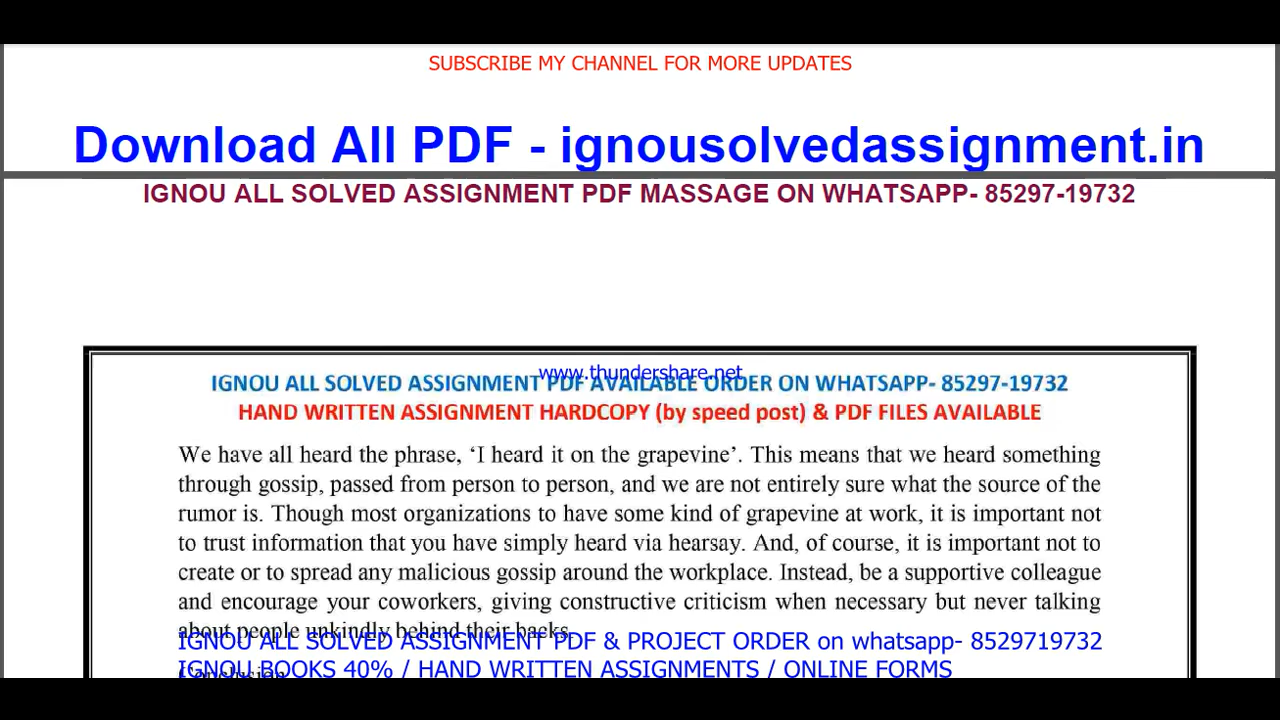 SUBSCRIBE MY CHANNEL FOR MORE UPDATES
Download All PDF - ignousolvedassignment.in
IGNOU ALL SOLVED ASSIGNMENT PDF MASSAGE ON WHATSAPP- 85297-19732
www.thundershare.net
IGNOU ALL SOLVED ASSIGNMENT PDF AVAILABLE ORDER ON WHATSAPP- 85297-19732
HAND WRITTEN ASSIGNMENT HARDCOPY (by speed post) & PDF FILES AVAILABLE
We have all heard the phrase, ‘I heard it on the grapevine’. This means that we heard something
through gossip, passed from person to person, and we are not entirely sure what the source of the
rumor is. Though most organizations to have some kind of grapevine at work, it is important not
to trust information that you have simply heard via hearsay. And, of course, it is important not to
create or to spread any malicious gossip around the workplace. Instead, be a supportive colleague
and encourage your coworkers, giving constructive criticism when necessary but never talking
about people unkindly behind their backs.
IGNOU ALL SOLVED ASSIGNMENT PDF & PROJECT ORDER on whatsapp- 8529719732
IGNOU BOOKS 40% / HAND WRITTEN ASSIGNMENTS / ONLINE FORMS
Conclusion